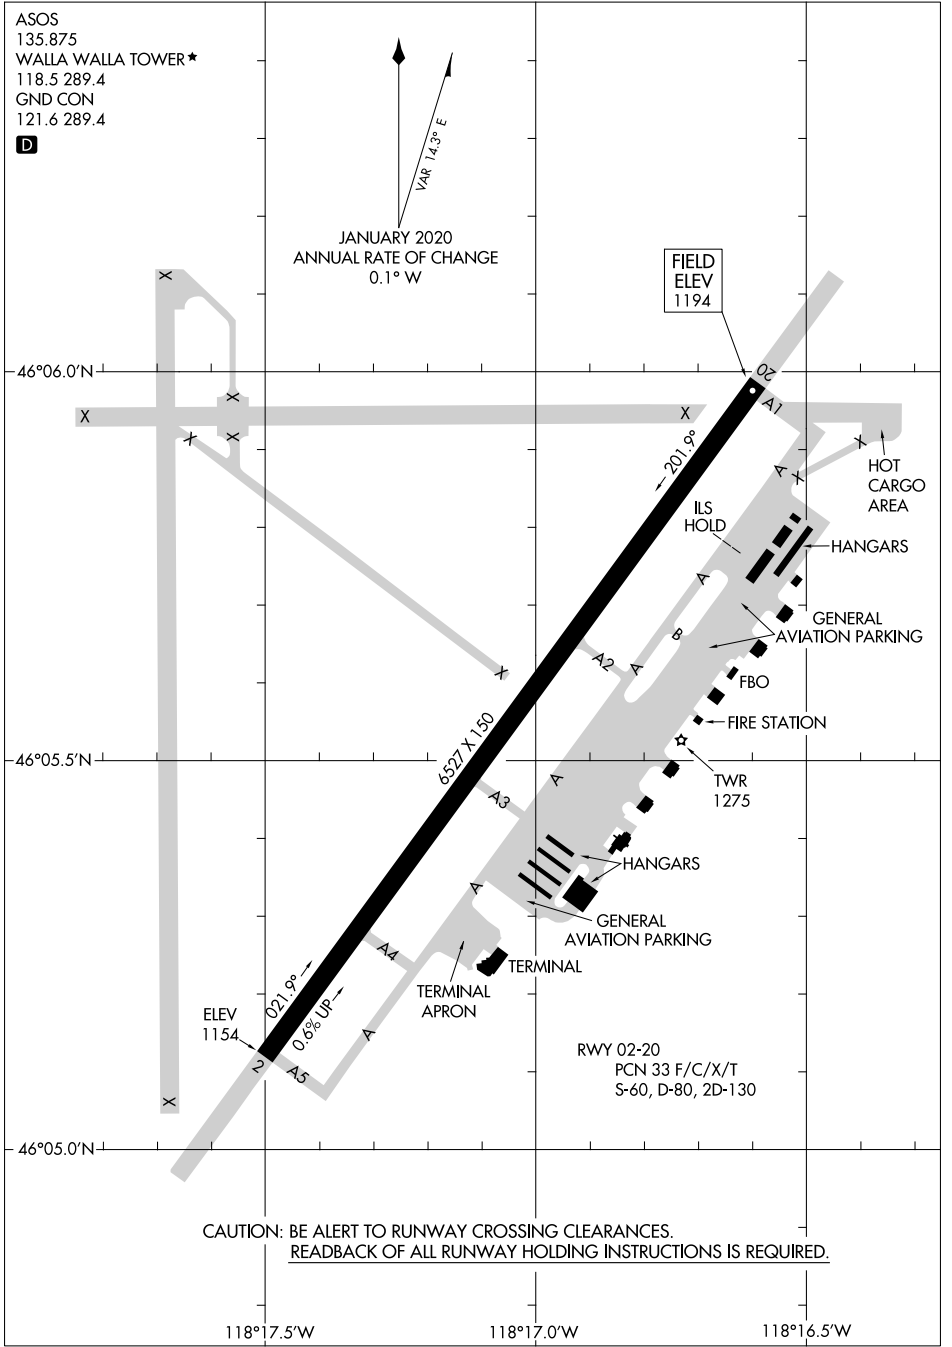 ASOS
135.875
WALLA WALLA TOWER★
118.5 289.4
GND CON
121.6 289.4
D
VAR 14.3° E
JANUARY 2020
ANNUAL RATE OF CHANGE
0.1° W
FIELD
ELEV
1194
X
46°06.0'N
20
X
X
X
A1
X
X
X
201.9°
A
X
X
HOT
CARGO
AREA
ILS
HOLD
HANGARS
A
GENERAL
AVIATION PARKING
B
A2
A
X
FBO
FIRE STATION
6527 X 150
46°05.5'N
A
TWR
1275
A3
HANGARS
A
GENERAL
AVIATION PARKING
A4
TERMINAL
TERMINAL
APRON
021.9°
0.6% UP
ELEV
1154
A
2
A5
RWY 02-20
PCN 33 F/C/X/T
S-60, D-80, 2D-130
X
46°05.0'N
CAUTION: BE ALERT TO RUNWAY CROSSING CLEARANCES.
READBACK OF ALL RUNWAY HOLDING INSTRUCTIONS IS REQUIRED.
118°17.5'W
118°17.0'W
118°16.5'W